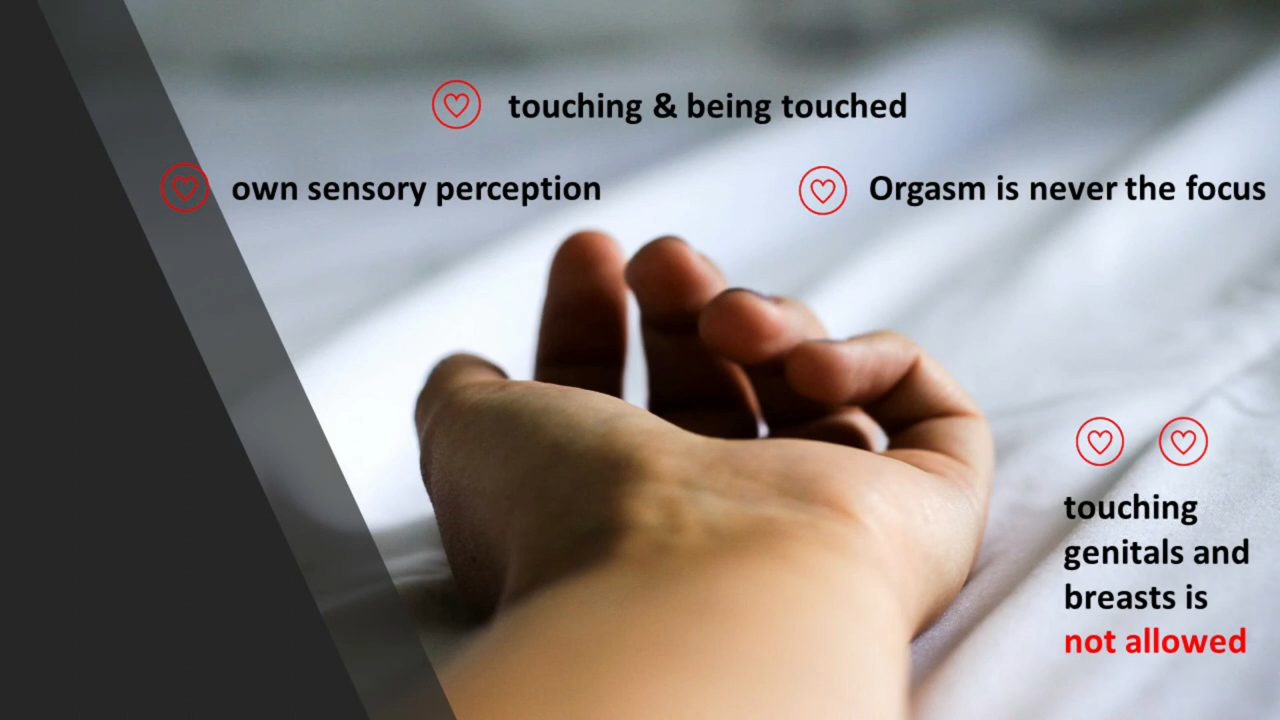 touching & being touched
own sensory perception
Orgasm is never the focus
touching
genitals and
breasts is
not allowed